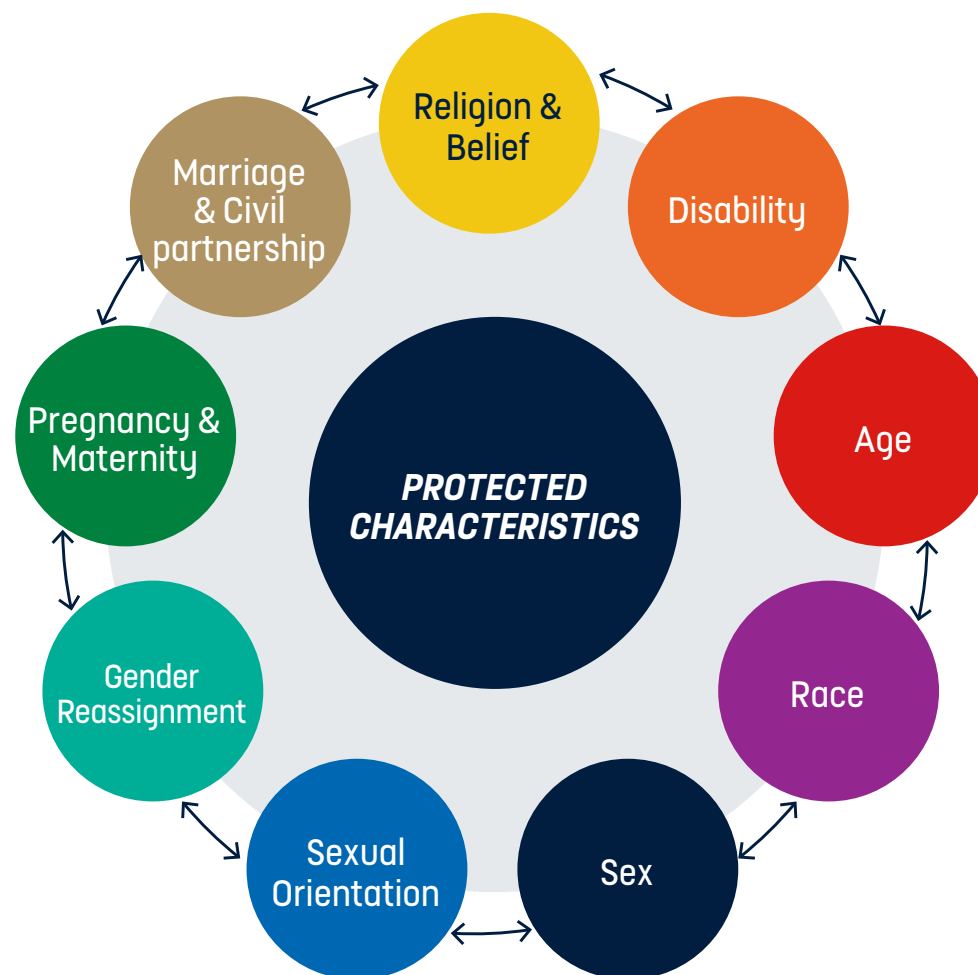 Religion &
Belief
Disability
Age
Race
Sex
Sexual
Orientation
Gender
Reassignment
Pregnancy &
Maternity
Marriage
& Civil
partnership
PROTECTED
CHARACTERISTICS